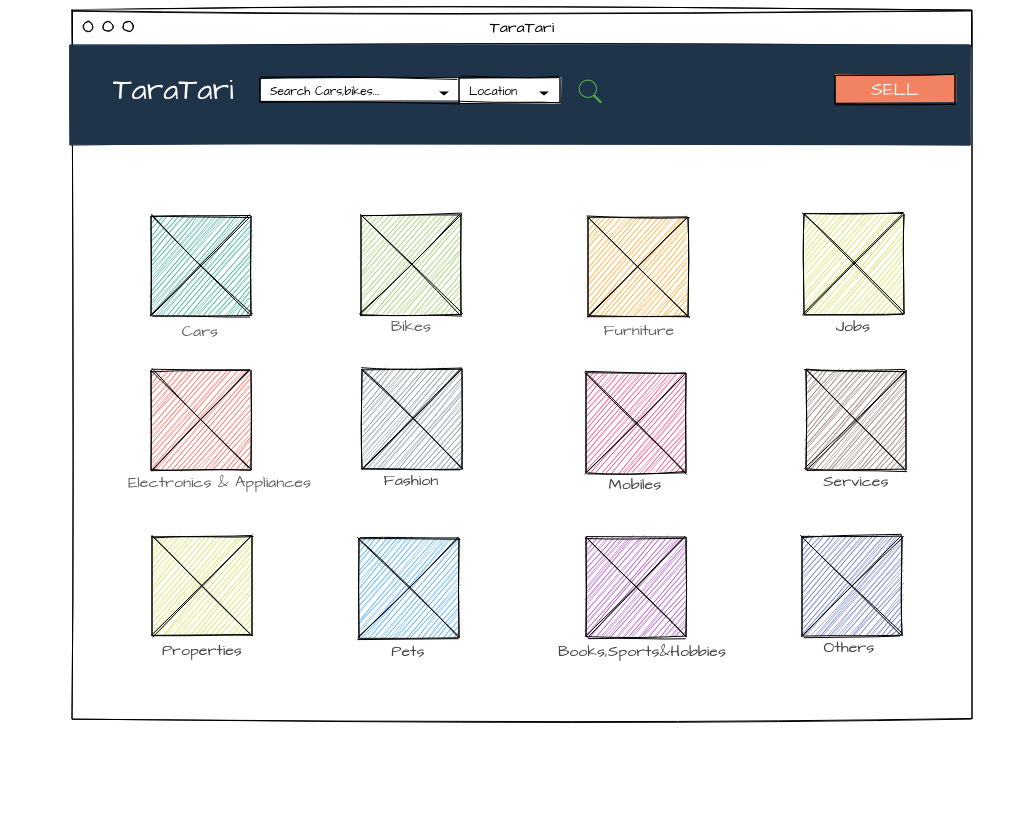 TaraTari
TaraTari
Search Cars,bikes... Location
SELL
Cars
Bikes
Furniture
Jobs
Electronics & Appliances
Fashion
Mobiles
Services
Properties
Pets
Books,Sports&Hobbies
Others